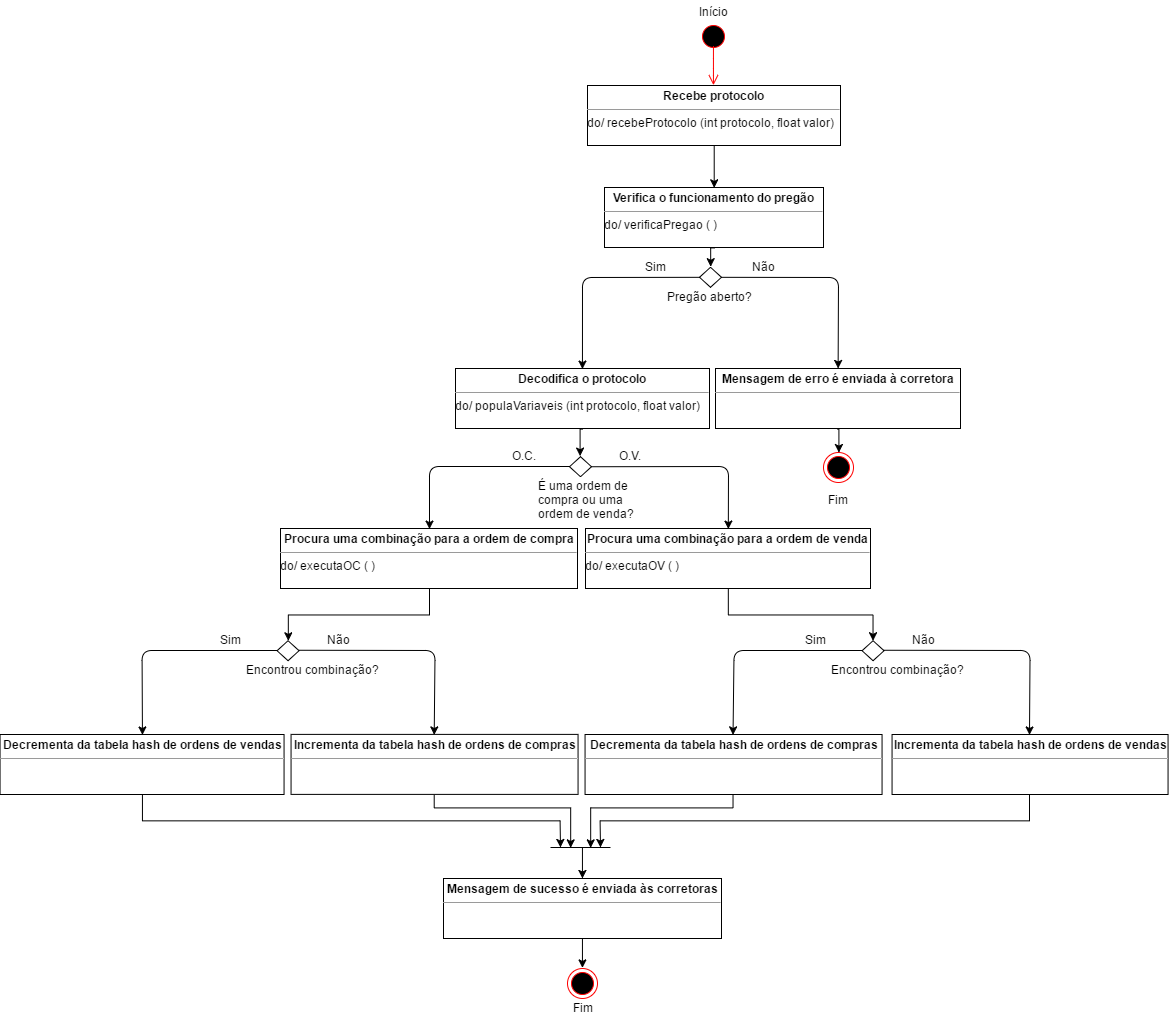 Início
Recebe protocolo
do/ recebeProtocolo (int protocolo, float valor)
Verifica o funcionamento do pregão
do/ verificaPregao ( )
Sim
Não
Pregão aberto?
Decodifica o protocolo
do/ populaVariaveis (int protocolo, float valor)
Mensagem de erro é enviada à corretora
Fim
O.C.
O.V.
É uma ordem de
compra ou uma
ordem de venda?
Procura uma combinação para a ordem de compra
do/ executaOC ( )
Procura uma combinação para a ordem de venda
do/ executaOV ( )
Sim
Não
Encontrou combinação?
Sim
Não
Encontrou combinação?
Decrementa da tabela hash de ordens de vendas
Incrementa da tabela hash de ordens de compras
Decrementa da tabela hash de ordens de compras
Incrementa da tabela hash de ordens de vendas
Mensagem de sucesso é enviada às corretoras
Fim